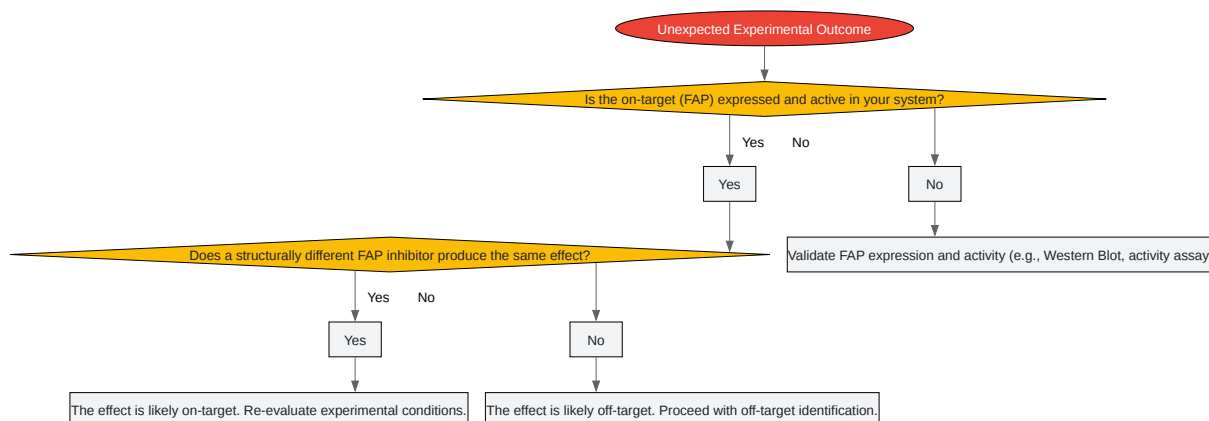 Unexpected Experimental Outcome
Is the on-target (FAP) expressed and active in your system?
Yes No
Yes No
Does a structurally different FAP inhibitor produce the same effect?
Validate FAP expression and activity (e.g., Western Blot, activity assay
Yes No
Yes No
The effect is likely on-target. Re-evaluate experimental conditions.
The effect is likely off-target. Proceed with off-target identification.